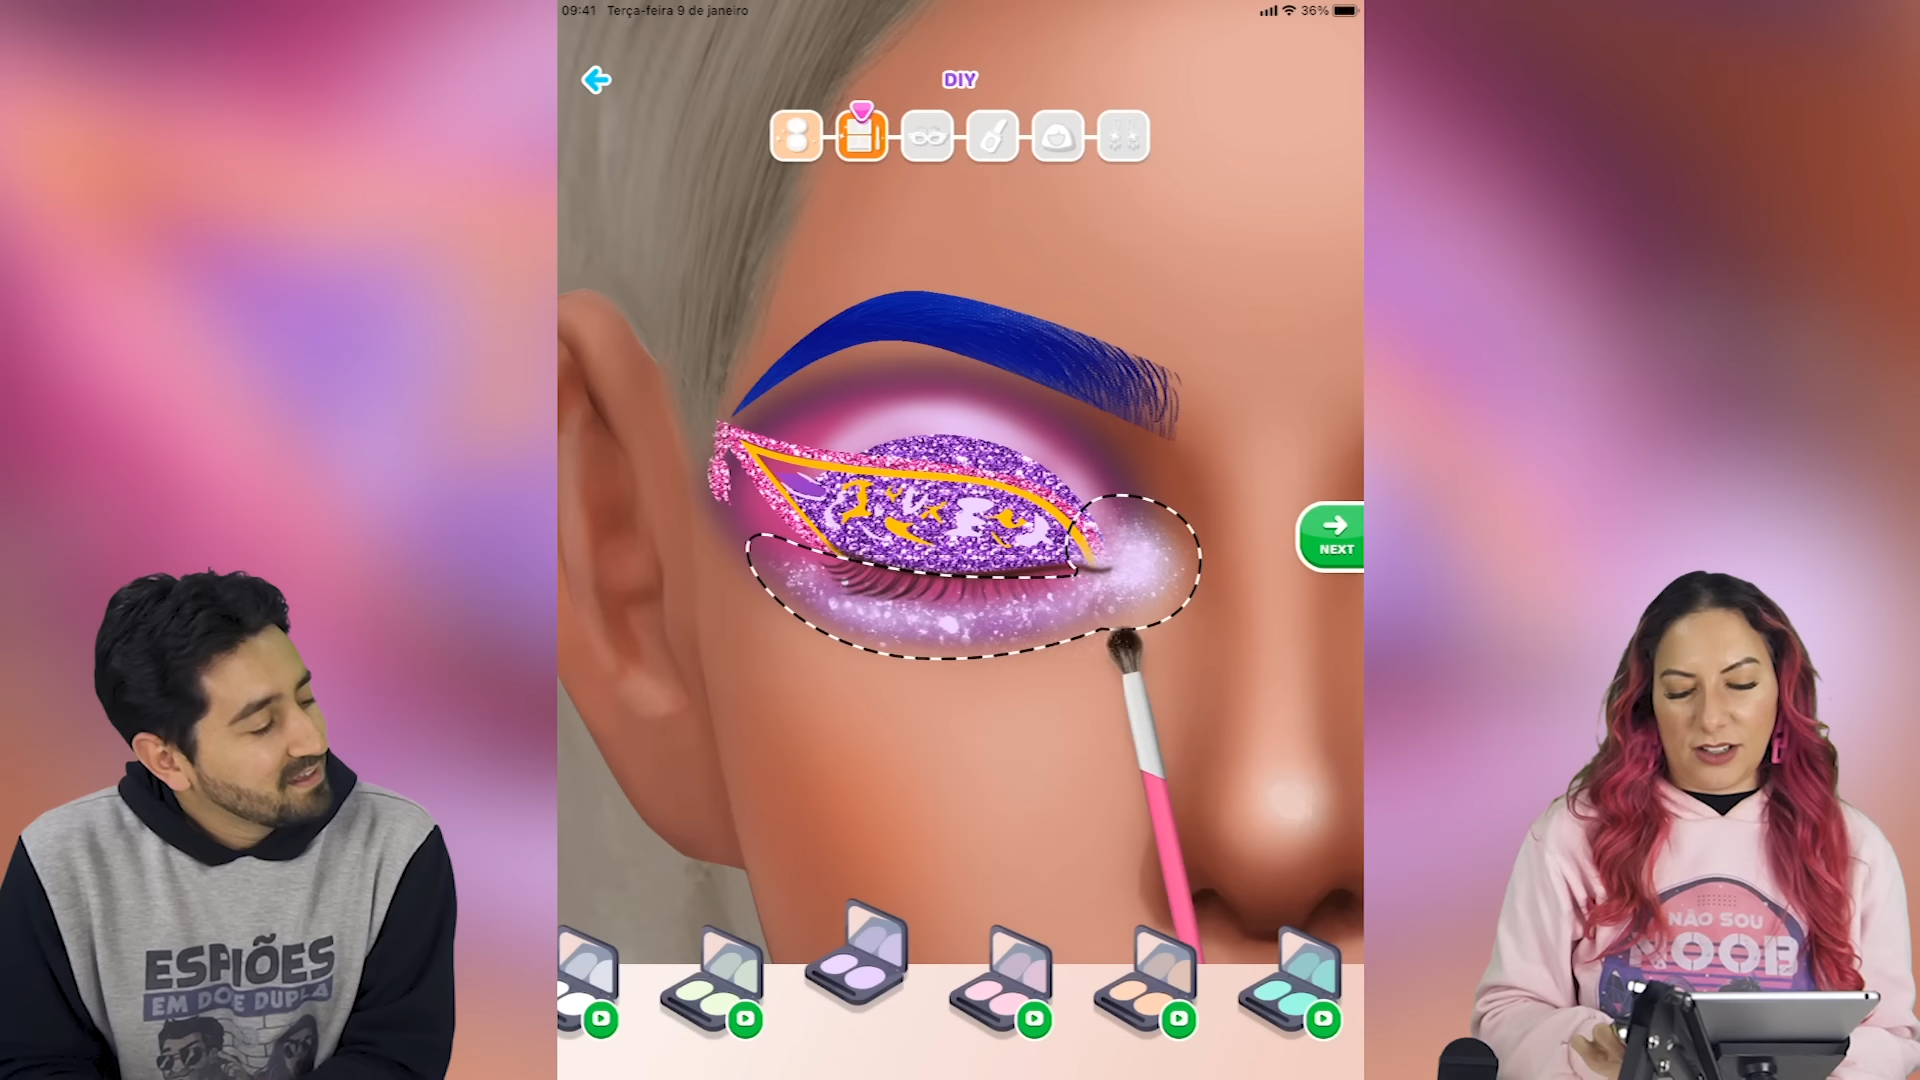 09:41 Terça-feira 9 de janeiro
36%
DIY
NEXT
ESPIÕES
EM DOSE DUPLA
NÃO SOU
NOOB